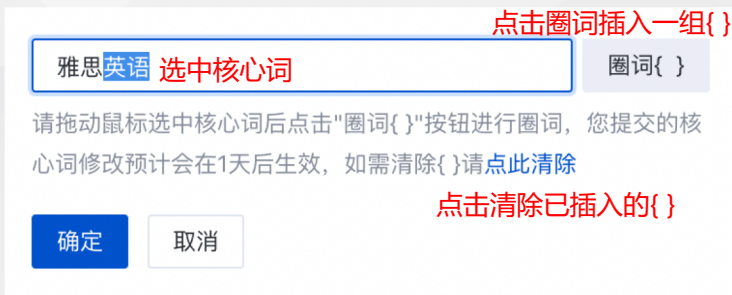 点击圈词插入一组{ }
雅思英语 选中核心词 圈词{ }
请拖动鼠标选中核心词后点击"圈词{ }"按钮进行圈词，您提交的核
心词修改预计会在1天后生效，如需清除{ }请点此清除
点击清除已插入的{ }
确定 取消